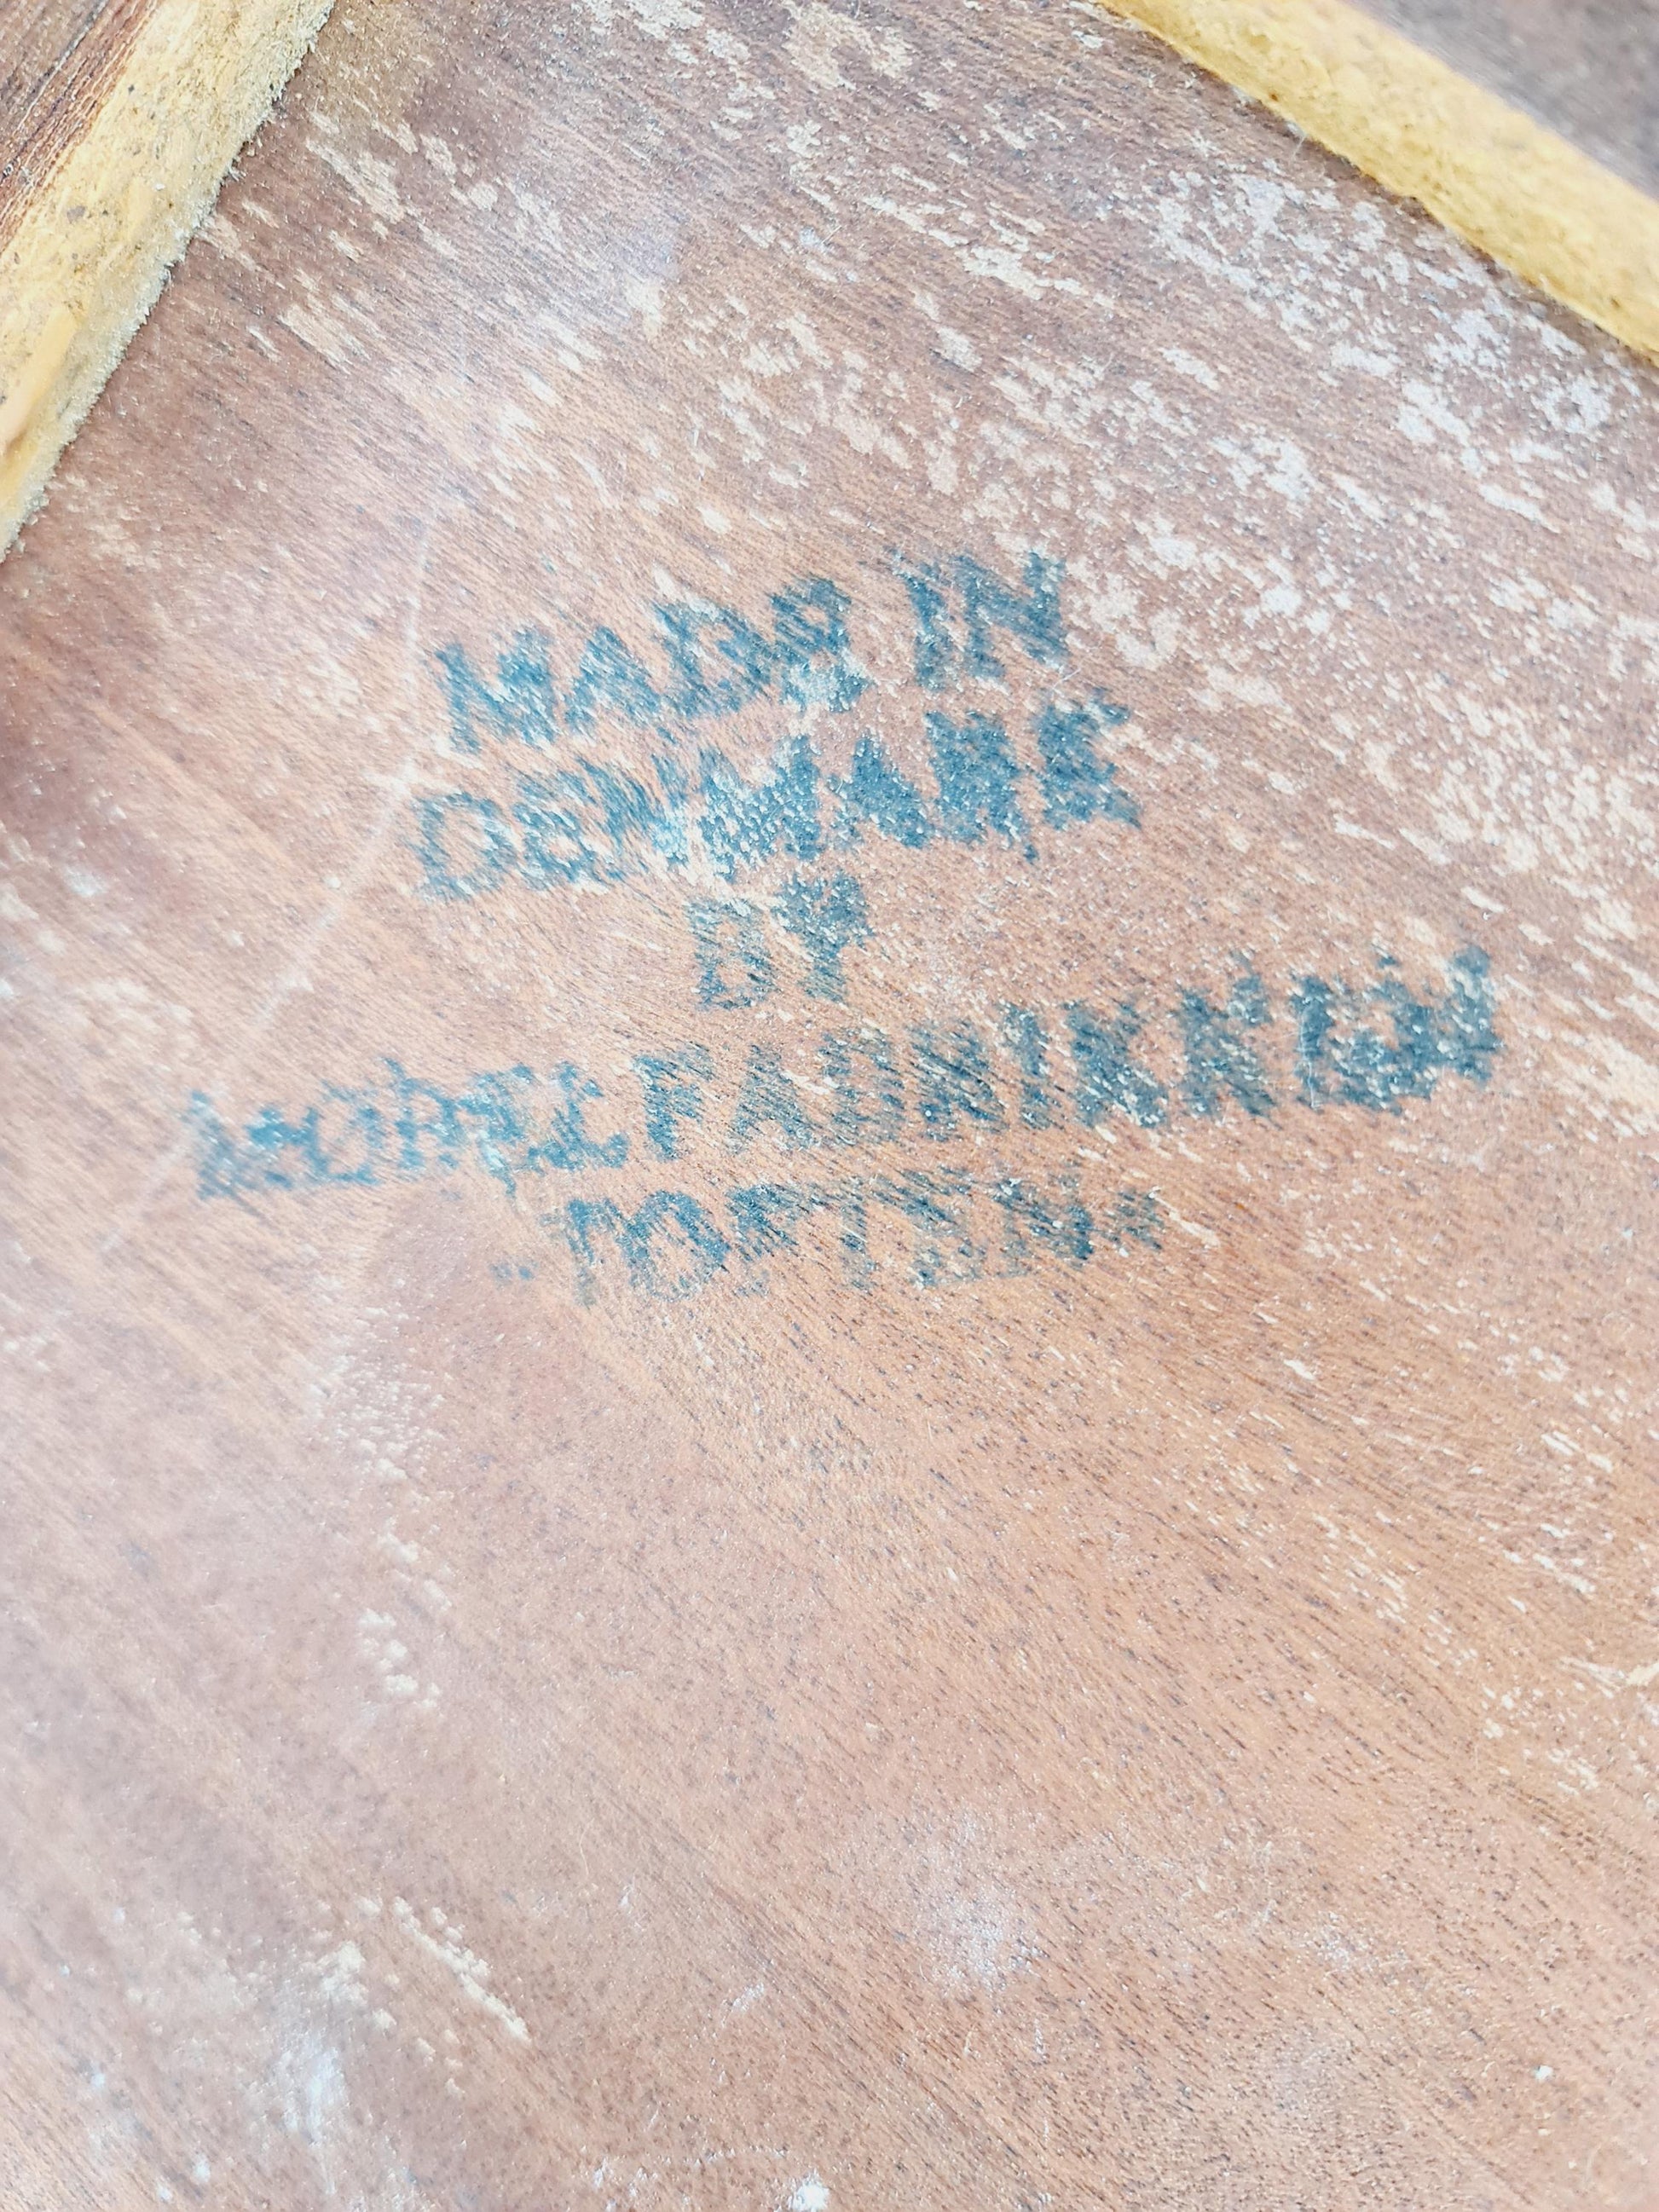 MADE IN
DENMARK
BY
MØBELFABRIKKEN
"TOFTEN"